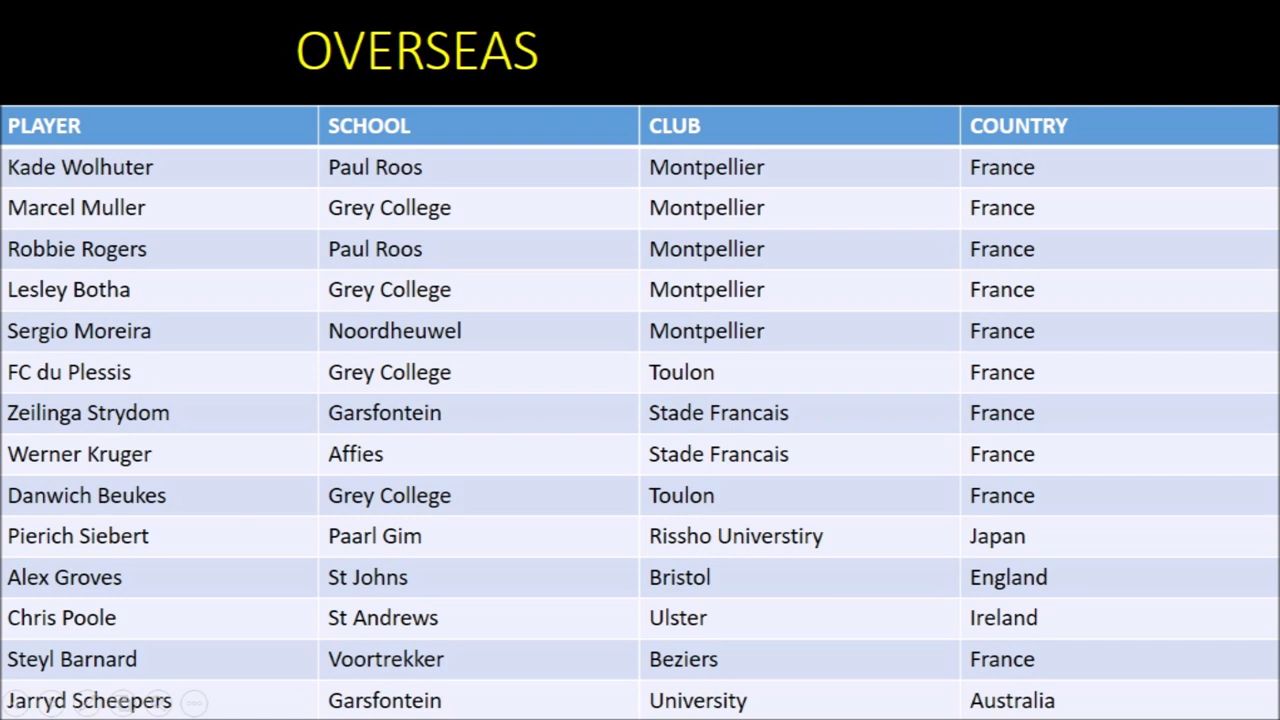 OVERSEAS
PLAYER SCHOOL CLUB COUNTRY
Kade Wolhuter Paul Roos Montpellier France
Marcel Muller Grey College Montpellier France
Robbie Rogers Paul Roos Montpellier France
Lesley Botha Grey College Montpellier France
Sergio Moreira Noordheuwel Montpellier France
FC du Plessis Grey College Toulon France
Zeilinga Strydom Garsfontein Stade Francais France
Werner Kruger Affies Stade Francais France
Danwich Beukes Grey College Toulon France
Pierich Siebert Paarl Gim Rissho Universtiry Japan
Alex Groves St Johns Bristol England
Chris Poole St Andrews Ulster Ireland
Steyl Barnard Voortrekker Beziers France
Jarryd Scheepers Garsfontein University Australia